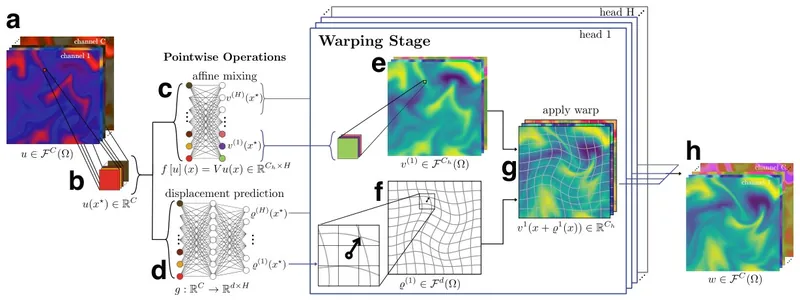 a
channel C
channel 1
u ∈ 𝓕^C(Ω)
b
u(x*) ∈ ℝ^C
Pointwise Operations
c
affine mixing
v^(H)(x*)
v^(1)(x*)
f [u] (x) = V u(x) ∈ ℝ^{C_h×H}
displacement prediction
d
ϱ^(H)(x*)
ϱ^(1)(x*)
g : ℝ^C → ℝ^{d×H}
head H
head 1
Warping Stage
e
v^(1) ∈ 𝓕^{C_h}(Ω)
f
ϱ^(1) ∈ 𝓕^d(Ω)
apply warp
g
v^1(x + ϱ^1(x)) ∈ ℝ^{C_h}
h
channel C
channel 1
w ∈ 𝓕^C(Ω)